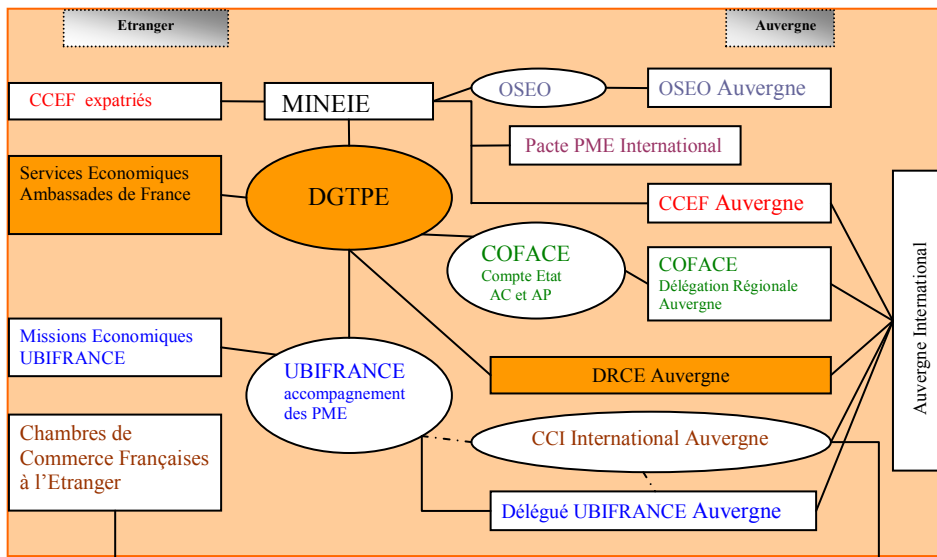 Etranger
Auvergne
CCEF expatriés
MINEIE
OSEO
OSEO Auvergne
Pacte PME International
Services Economiques
Ambassades de France
DGTPE
CCEF Auvergne
COFACE
Compte Etat
AC et AP
COFACE
Délégation Régionale
Auvergne
Auvergne International
Missions Economiques
UBIFRANCE
UBIFRANCE
accompagnement
des PME
DRCE Auvergne
Chambres de
Commerce Françaises
à l’Etranger
CCI International Auvergne
Délégué UBIFRANCE Auvergne